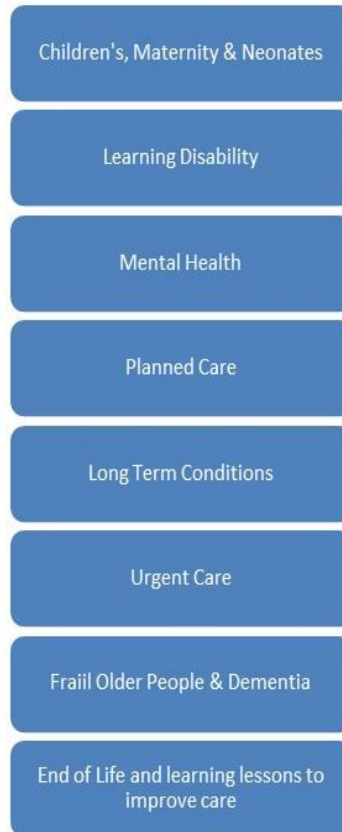 Children's, Maternity & Neonates
Learning Disability
Mental Health
Planned Care
Long Term Conditions
Urgent Care
Fraiil Older People & Dementia
End of Life and learning lessons to
improve care